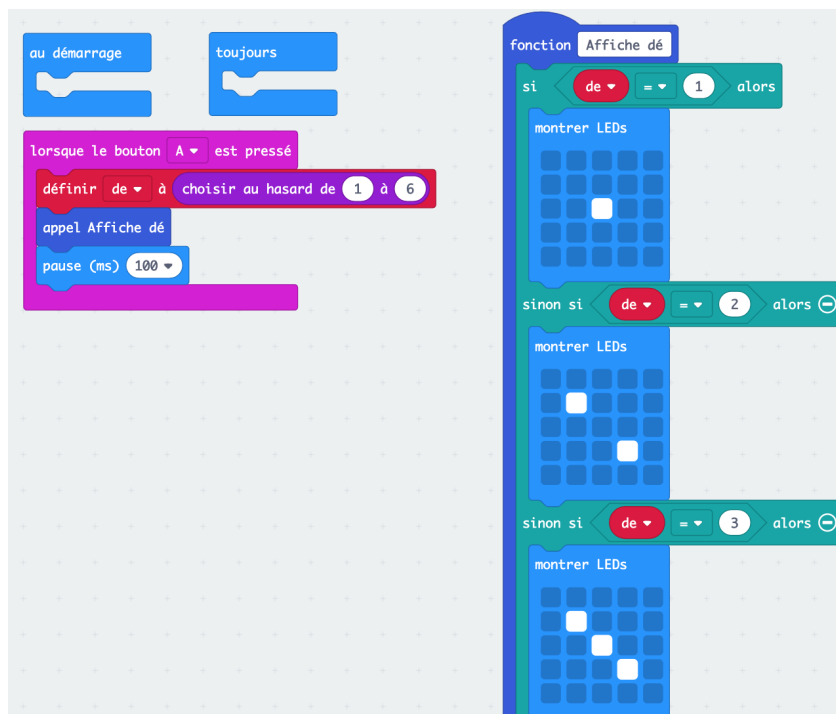 au démarrage
toujours
lorsque le bouton A est pressé
définir de à choisir au hasard de 1 à 6
appel Affiche dé
pause (ms) 100
fonction Affiche dé
si de = 1 alors
montrer LEDs
sinon si de = 2 alors
montrer LEDs
sinon si de = 3 alors
montrer LEDs